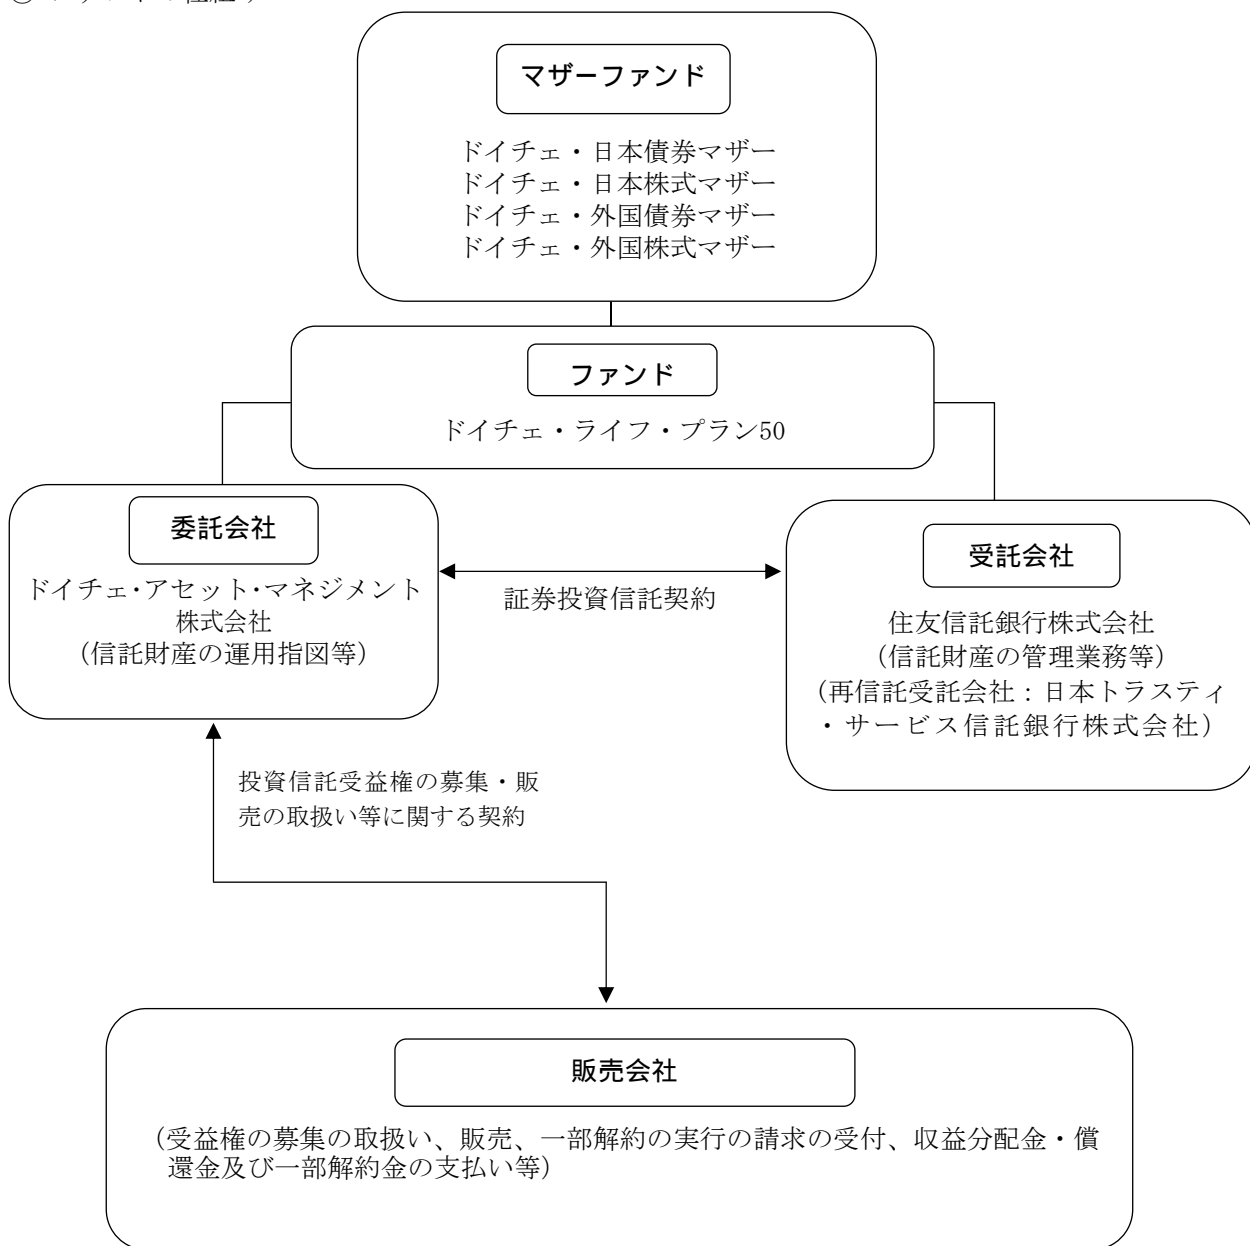 マザーファンド
ドイチェ・日本債券マザー
ドイチェ・日本株式マザー
ドイチェ・外国債券マザー
ドイチェ・外国株式マザー
ファンド
ドイチェ・ライフ・プラン50
委託会社
ドイチェ・アセット・マネジメント
株式会社
(信託財産の運用指図等)
証券投資信託契約
受託会社
住友信託銀行株式会社
(信託財産の管理業務等)
(再信託受託会社：日本トラスティ
・サービス信託銀行株式会社)
投資信託受益権の募集・販
売の取扱い等に関する契約
販売会社
(受益権の募集の取扱い、販売、一部解約の実行の請求の受付、収益分配金・償
還金及び一部解約金の支払い等)